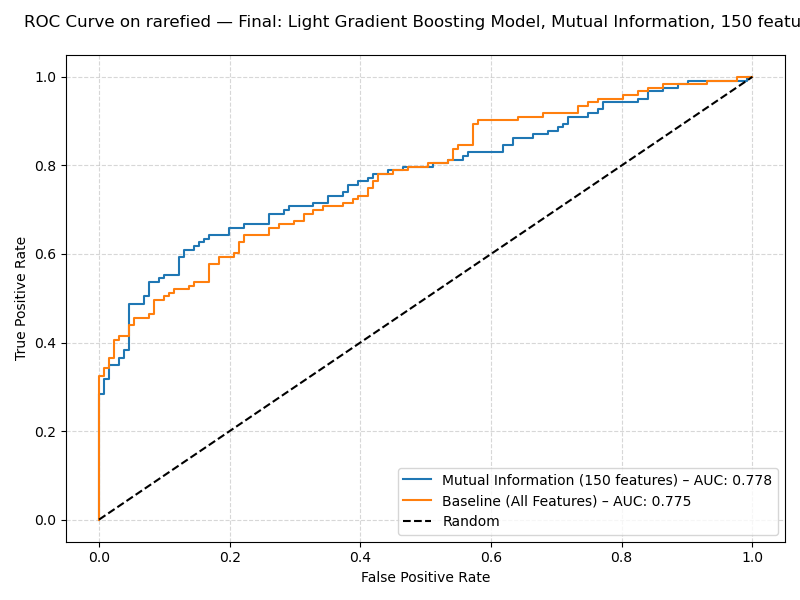 ROC Curve on rarefied — Final: Light Gradient Boosting Model, Mutual Information, 150 featu
1.0
0.8
0.6
0.4
0.2
0.0
True Positive Rate
Mutual Information (150 features) – AUC: 0.778
Baseline (All Features) – AUC: 0.775
Random
0.0 0.2 0.4 0.6 0.8 1.0
False Positive Rate